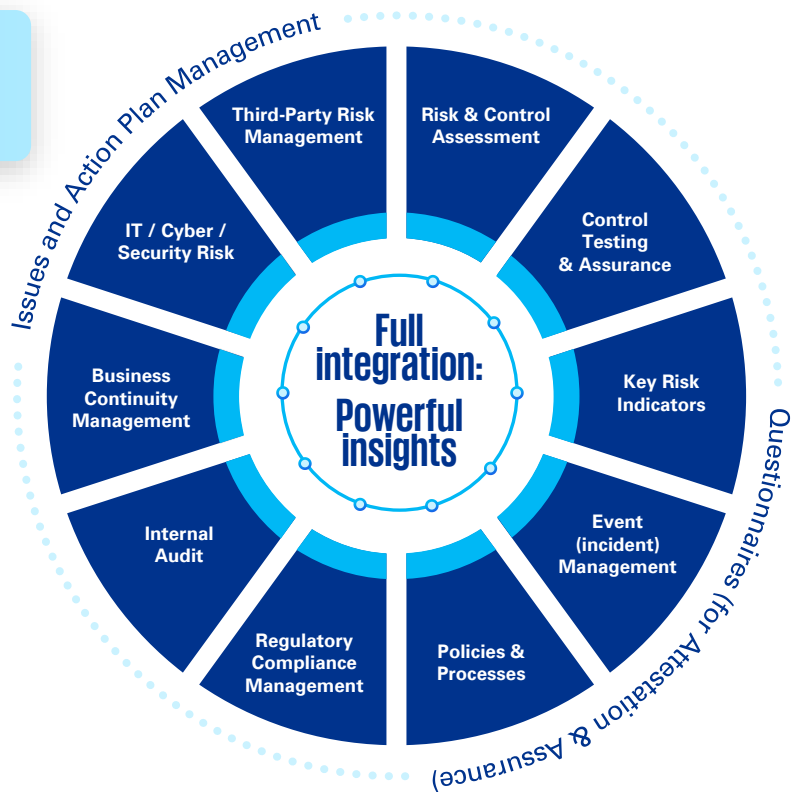 Issues and Action Plan Management
Third-Party Risk
Management
Risk & Control
Assessment
Control
Testing
& Assurance
Key Risk
Indicators
Event
(incident)
Management
Policies &
Processes
Regulatory
Compliance
Management
Internal
Audit
Business
Continuity
Management
IT / Cyber /
Security Risk
Full
integration:
Powerful
insights
Questionnaires (for Attestation & Assurance)